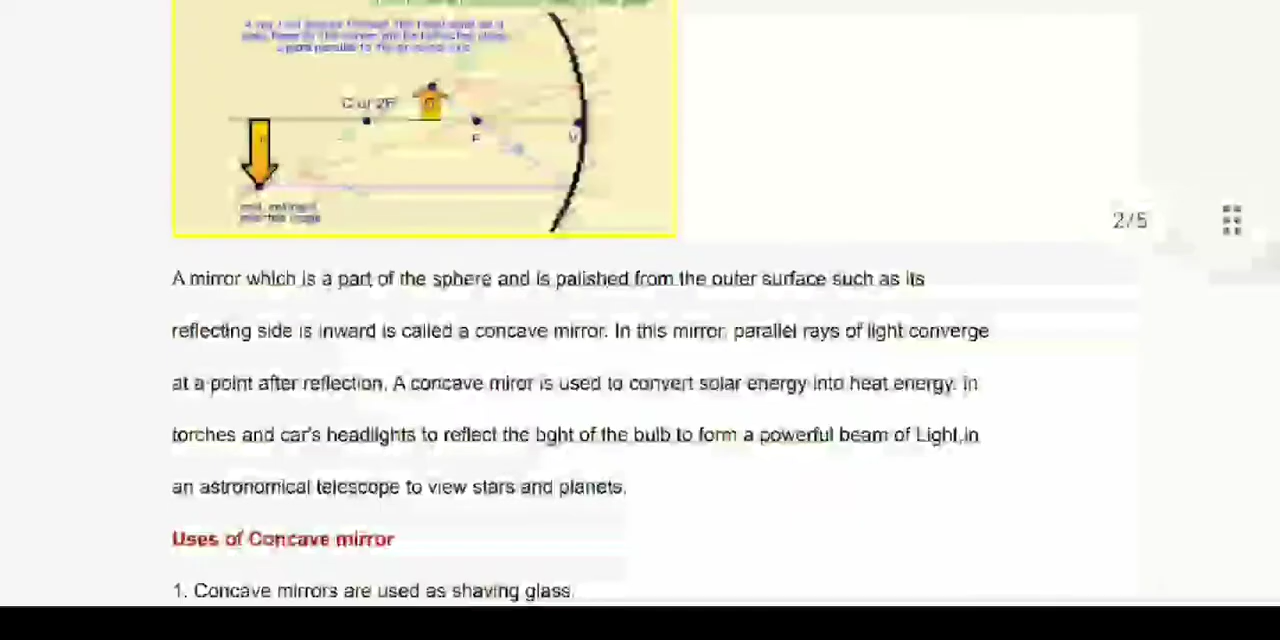 C or 2F
F
V
2/5
A mirror which is a part of the sphere and is palished from the outer surface such as its
reflecting side is inward is called a concave mirror. In this mirror, parallel rays of light converge
at a point after reflection. A concave miror is used to convert solar energy into heat energy. in
torches and car's headlights to reflect the bght of the bulb to form a powerful beam of Light,in
an astronomical telescope to view stars and planets.
Uses of Concave mirror
1. Concave mirrors are used as shaving glass.